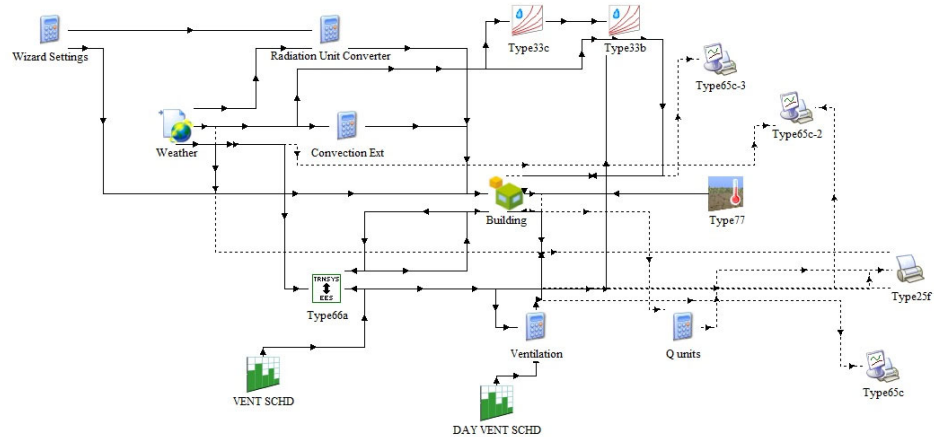 Wizard Settings
Radiation Unit Converter
Type33c
Type33b
Type65c-3
Type65c-2
Weather
Convection Ext
Building
Type77
TRNSYS
EES
Type66a
Type25f
Ventilation
Q units
Type65c
VENT SCHD
DAY VENT SCHD